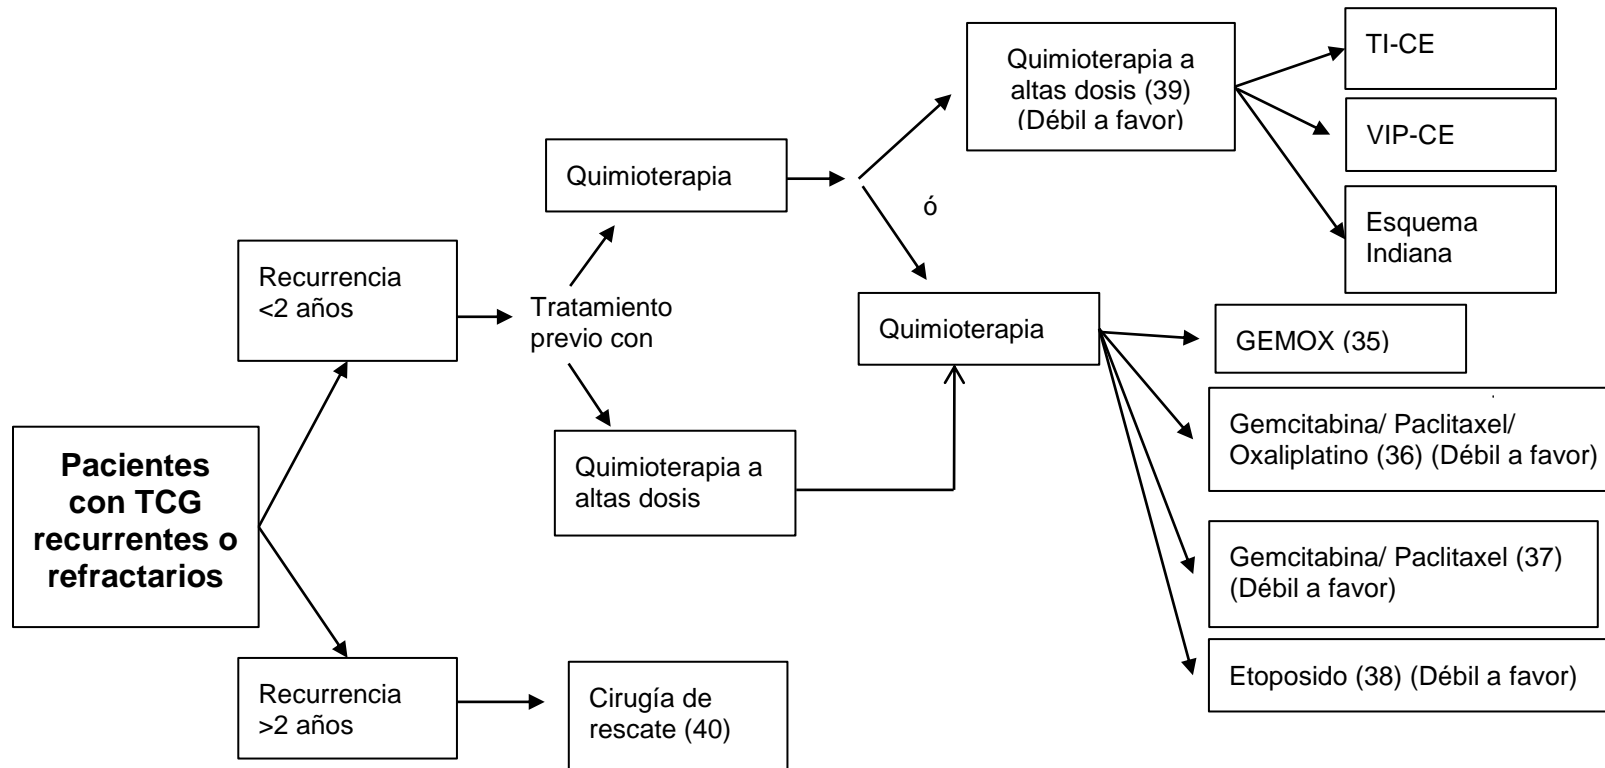 Pacientes
con TCG
recurrentes o
refractarios
Recurrencia
<2 años
Recurrencia
>2 años
Tratamiento
previo con
Quimioterapia
Quimioterapia a
altas dosis
Cirugía de
rescate (40)
ó
Quimioterapia a
altas dosis (39)
(Débil a favor)
Quimioterapia
TI-CE
VIP-CE
Esquema
Indiana
GEMOX (35)
Gemcitabina/ Paclitaxel/
Oxaliplatino (36) (Débil a favor)
Gemcitabina/ Paclitaxel (37)
(Débil a favor)
Etoposido (38) (Débil a favor)